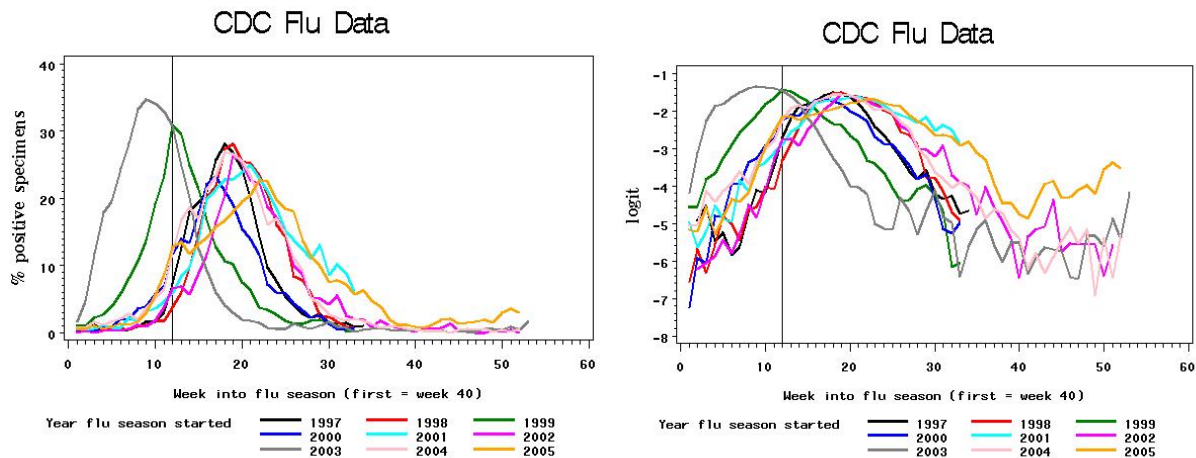 CDC Flu Data
% positive specimens
40
30
20
10
0
0 10 20 30 40 50 60
Week into flu season (first = week 40)
Year flu season started 1997 1998 1999
2000 2001 2002
2003 2004 2005
CDC Flu Data
logit
-1
-2
-3
-4
-5
-6
-7
-8
0 10 20 30 40 50 60
Week into flu season (first = week 40)
Year flu season started 1997 1998 1999
2000 2001 2002
2003 2004 2005